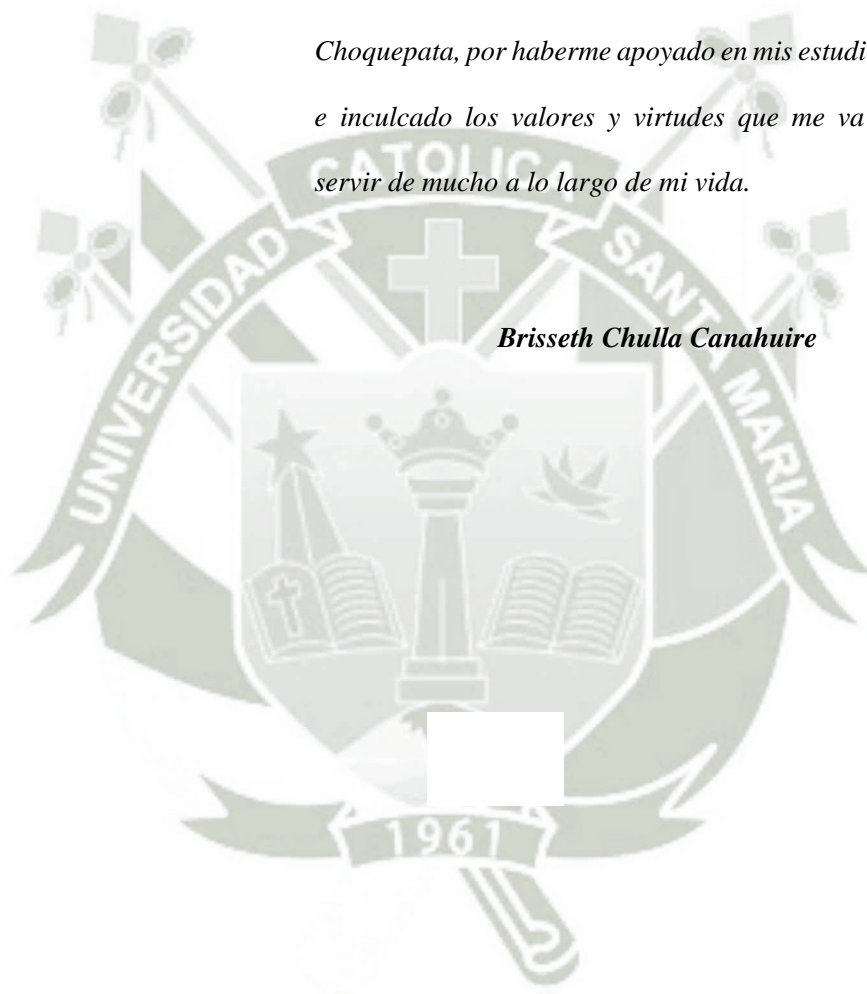 Choquepata, por haberme apoyado en mis estudi
e inculcado los valores y virtudes que me va
servir de mucho a lo largo de mi vida.
Brisseth Chulla Canahuire
UNIVERSIDAD CATOLICA SANTA MARIA
1961